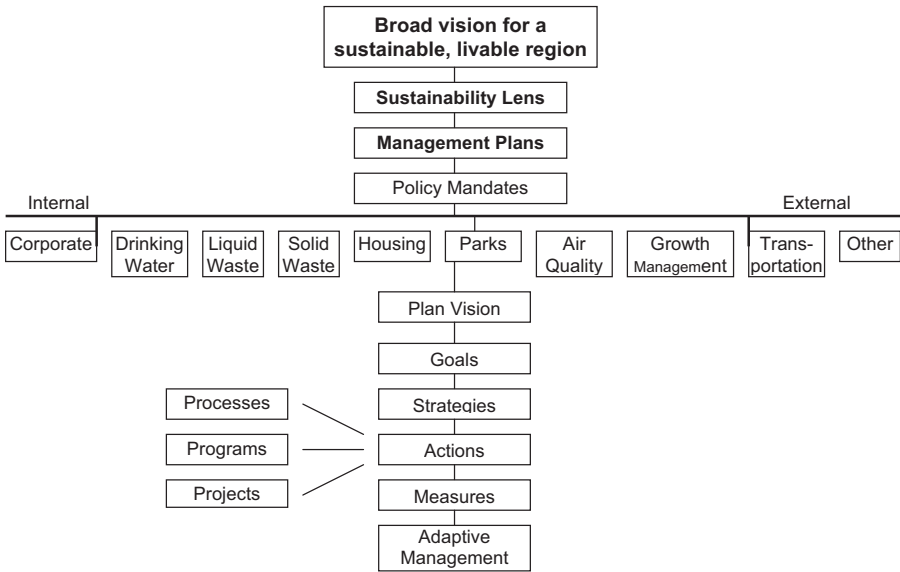 Broad vision for a
sustainable, livable region
Sustainability Lens
Management Plans
Policy Mandates
Internal
External
Corporate
Drinking
Water
Liquid
Waste
Solid
Waste
Housing
Parks
Air
Quality
Growth
Management
Trans-
portation
Other
Plan Vision
Goals
Strategies
Processes
Programs
Projects
Actions
Measures
Adaptive
Management